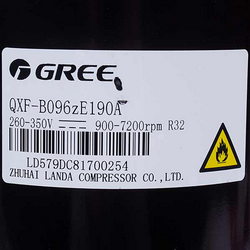 GREE
QXF-B096zE190A
260-350V ⎓ 900-7200rpm R32
LD579DC81700254
ZHUHAI LANDA COMPRESSOR CO., LTD.